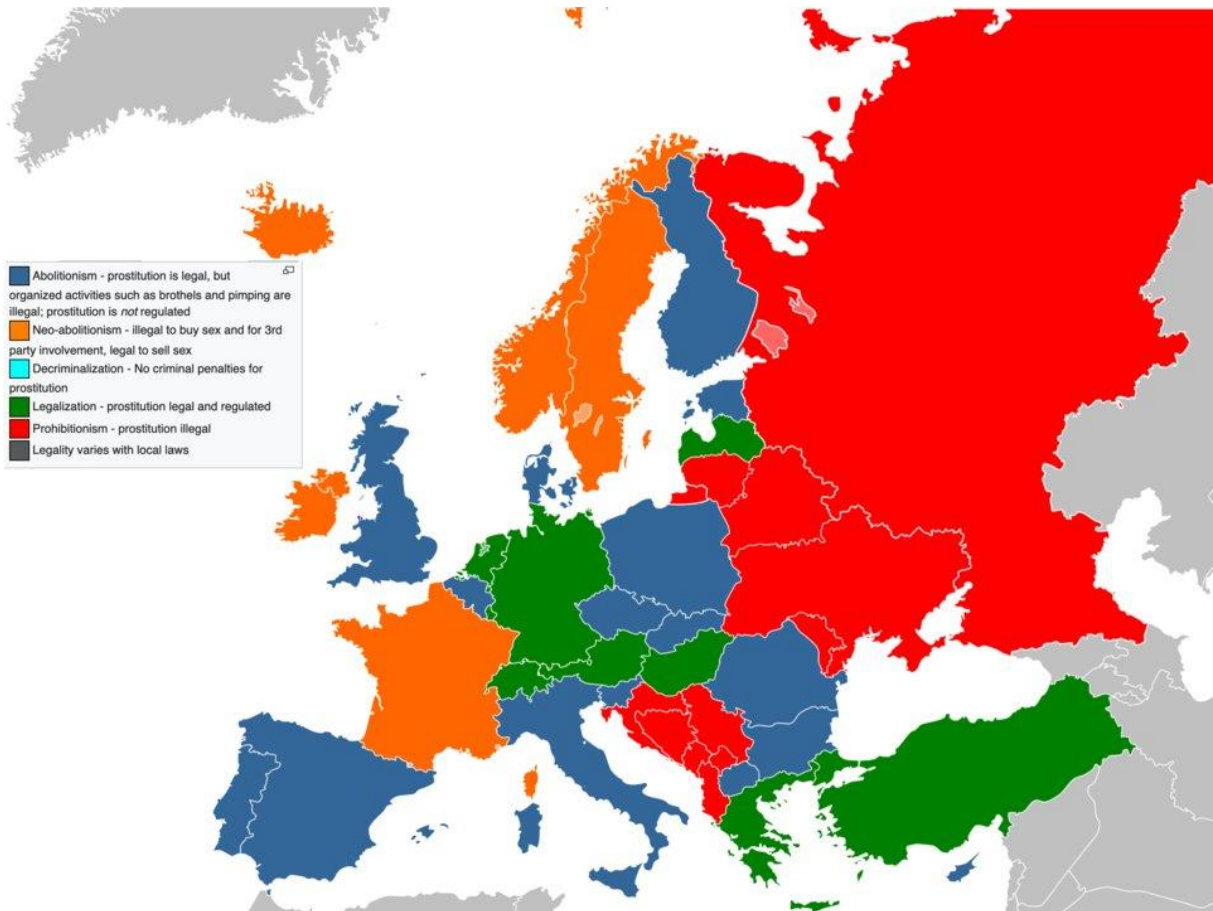 Abolitionism - prostitution is legal, but
organized activities such as brothels and pimping are
illegal; prostitution is not regulated
Neo-abolitionism - illegal to buy sex and for 3rd
party involvement, legal to sell sex
Decriminalization - No criminal penalties for
prostitution
Legalization - prostitution legal and regulated
Prohibitionism - prostitution illegal
Legality varies with local laws